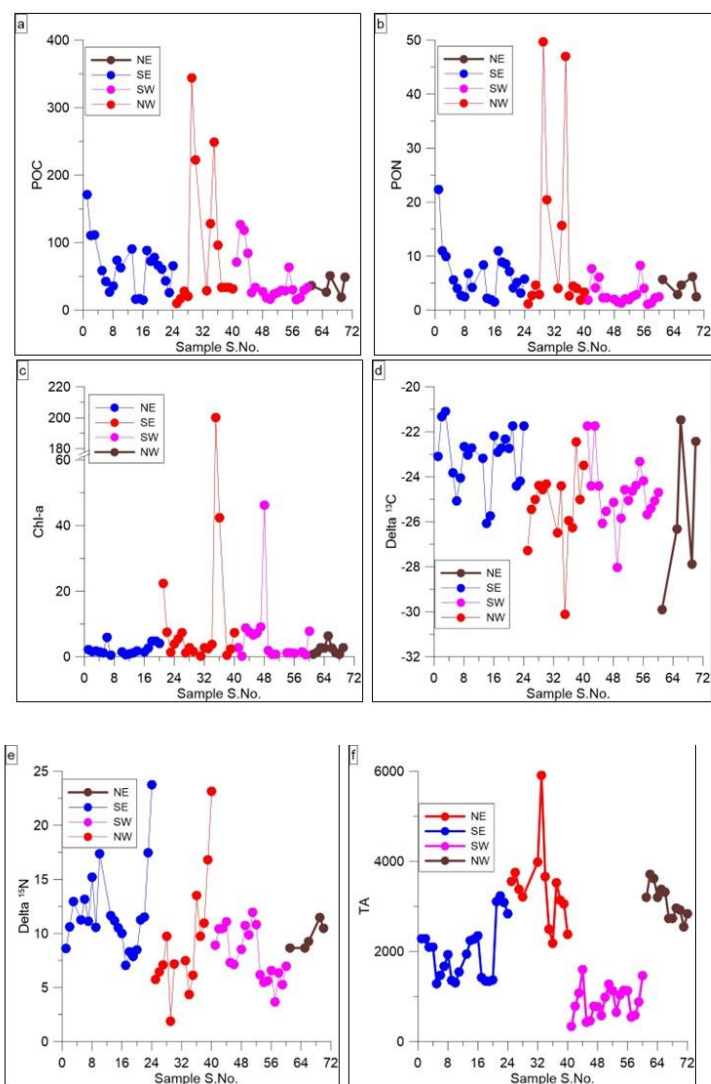 a
400
300
200
100
0
POC
NE
SE
SW
NW
0 8 16 24 32 40 48 56 64 72
Sample S.No.
b
50
40
30
20
10
0
PON
NE
SE
SW
NW
0 8 16 24 32 40 48 56 64 72
Sample S.No.
c
220
200
180
60
40
20
0
Chl-a
NE
SE
SW
NW
0 8 16 24 32 40 48 56 64 72
Sample S.No.
d
-20
-22
-24
-26
-28
-30
-32
Delta ¹³C
NE
SE
SW
NW
0 8 16 24 32 40 48 56 64 72
Sample S.No.
e
25
20
15
10
5
0
Delta ¹⁵N
NE
SE
SW
NW
0 8 16 24 32 40 48 56 64 72
Sample S.No.
f
6000
4000
2000
0
TA
NE
SE
SW
NW
0 8 16 24 32 40 48 56 64 72
Sample S.No.